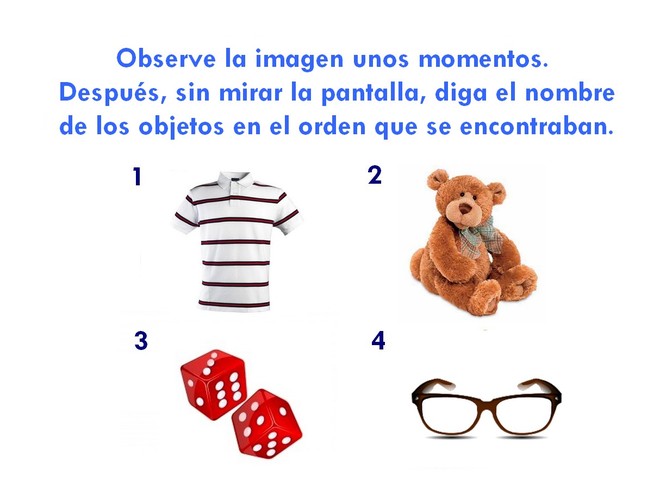 Observe la imagen unos momentos.
Después, sin mirar la pantalla, diga el nombre
de los objetos en el orden que se encontraban.
1
2
3
4